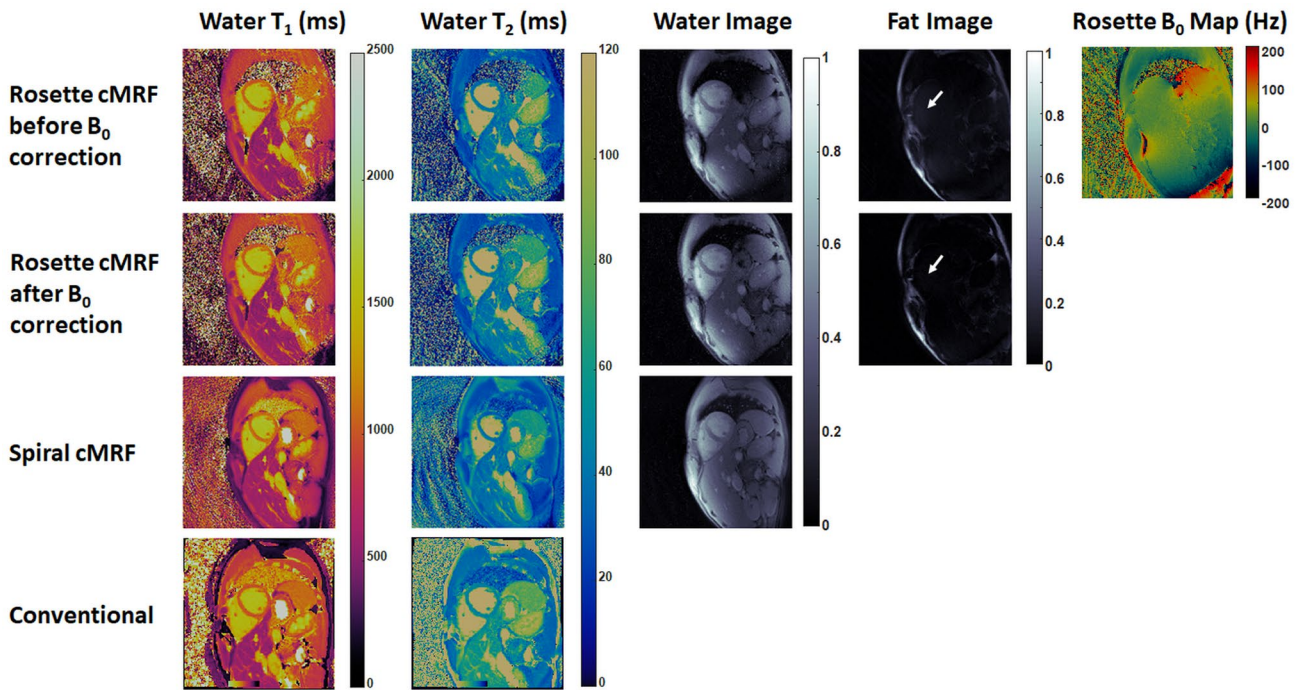 Water T₁ (ms)
Water T₂ (ms)
Water Image
Fat Image
Rosette B₀ Map (Hz)
Rosette cMRF
before B₀
correction
Rosette cMRF
after B₀
correction
Spiral cMRF
Conventional
2500
2000
1500
1000
500
0
120
100
80
60
40
20
0
1
0.8
0.6
0.4
0.2
0
1
0.8
0.6
0.4
0.2
0
200
100
0
-100
-200